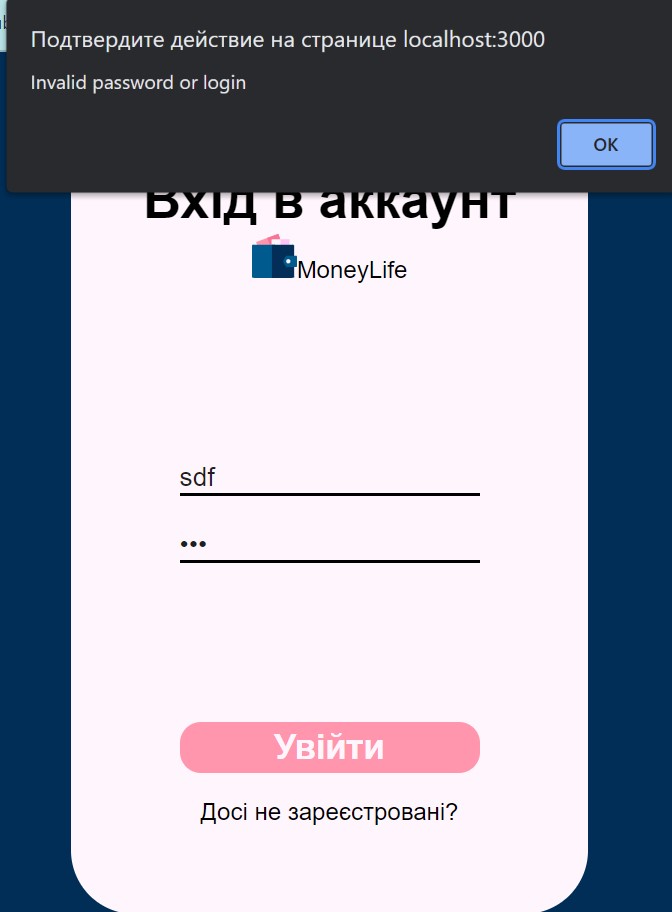 Подтвердите действие на странице localhost:3000
Invalid password or login
OK
Вхід в аккаунт
MoneyLife
sdf
•••
Увійти
Досі не зареєстровані?